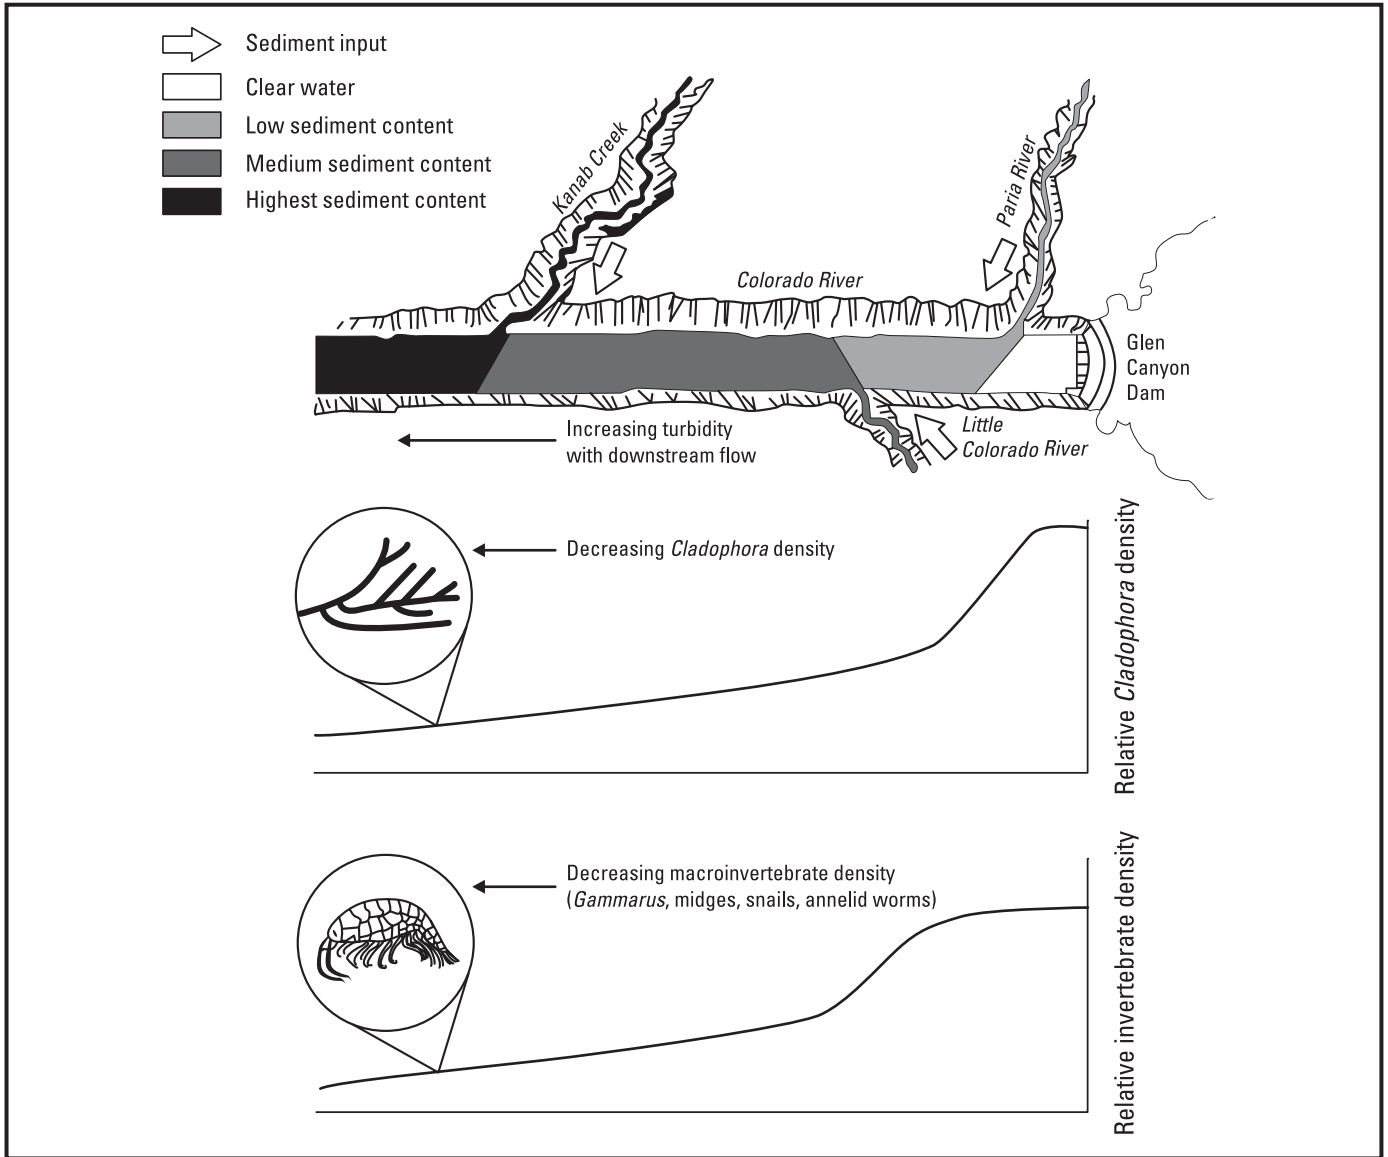 Sediment input
Clear water
Low sediment content
Medium sediment content
Highest sediment content
Kanab Creek
Paria River
Colorado River
Glen
Canyon
Dam
Little
Colorado River
Increasing turbidity
with downstream flow
Decreasing Cladophora density
Relative Cladophora density
Decreasing macroinvertebrate density
(Gammarus, midges, snails, annelid worms)
Relative invertebrate density